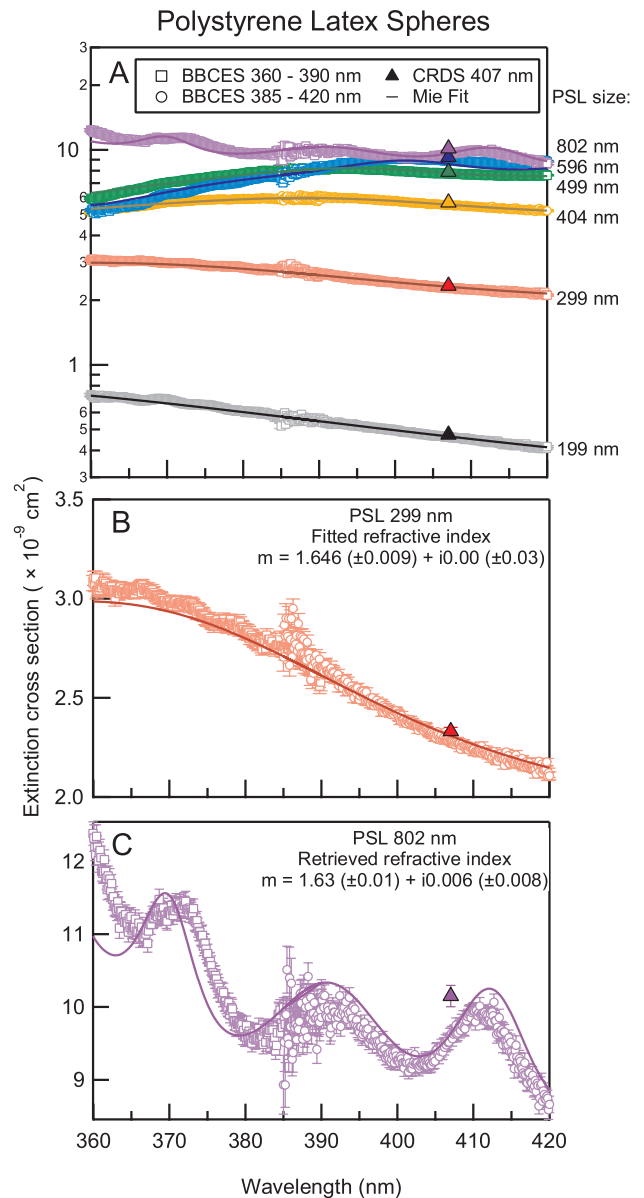 Polystyrene Latex Spheres
A
BBCES 360 - 390 nm
CRDS 407 nm
BBCES 385 - 420 nm
Mie Fit
PSL size:
3
2
10
6
5
4
3
2
1
6
5
4
3
802 nm
596 nm
499 nm
404 nm
299 nm
199 nm
Extinction cross section ( × 10⁻⁹ cm²)
B
PSL 299 nm
Fitted refractive index
m = 1.646 (±0.009) + i0.00 (±0.03)
3.5
3.0
2.5
2.0
C
PSL 802 nm
Retrieved refractive index
m = 1.63 (±0.01) + i0.006 (±0.008)
12
11
10
9
360 370 380 390 400 410 420
Wavelength (nm)